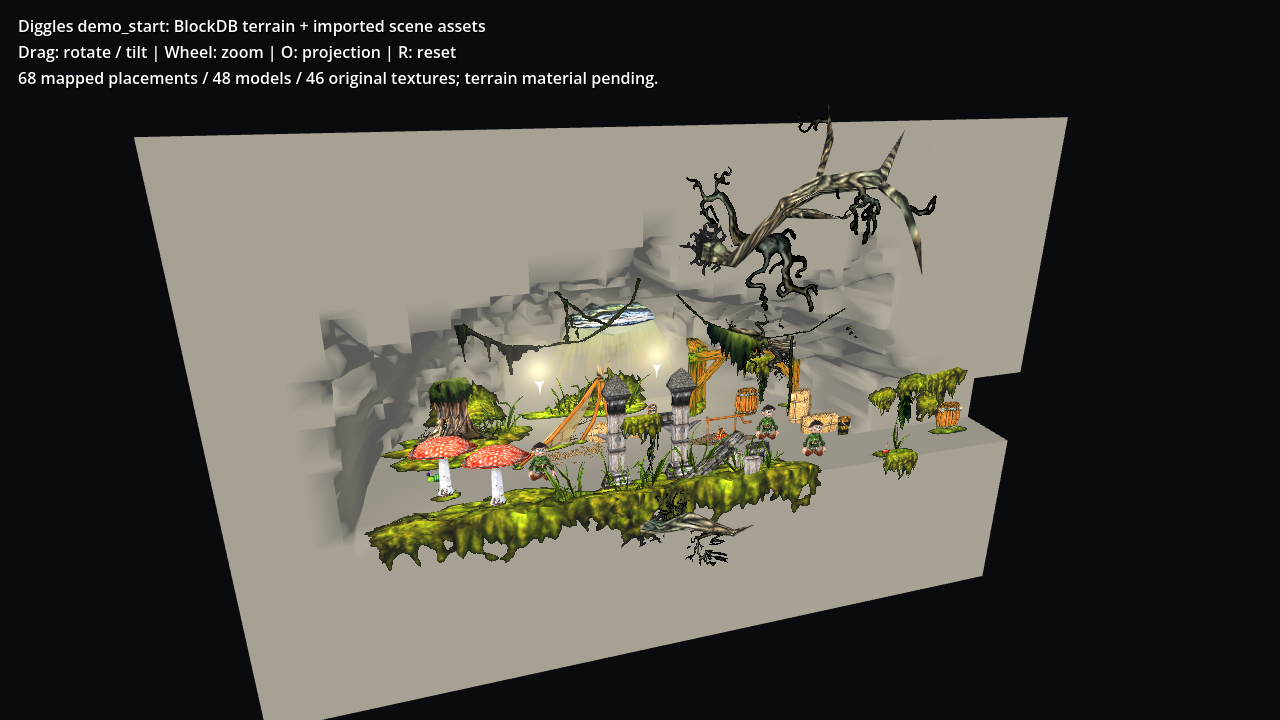 Diggles demo_start: BlockDB terrain + imported scene assets
Drag: rotate / tilt | Wheel: zoom | O: projection | R: reset
68 mapped placements / 48 models / 46 original textures; terrain material pending.